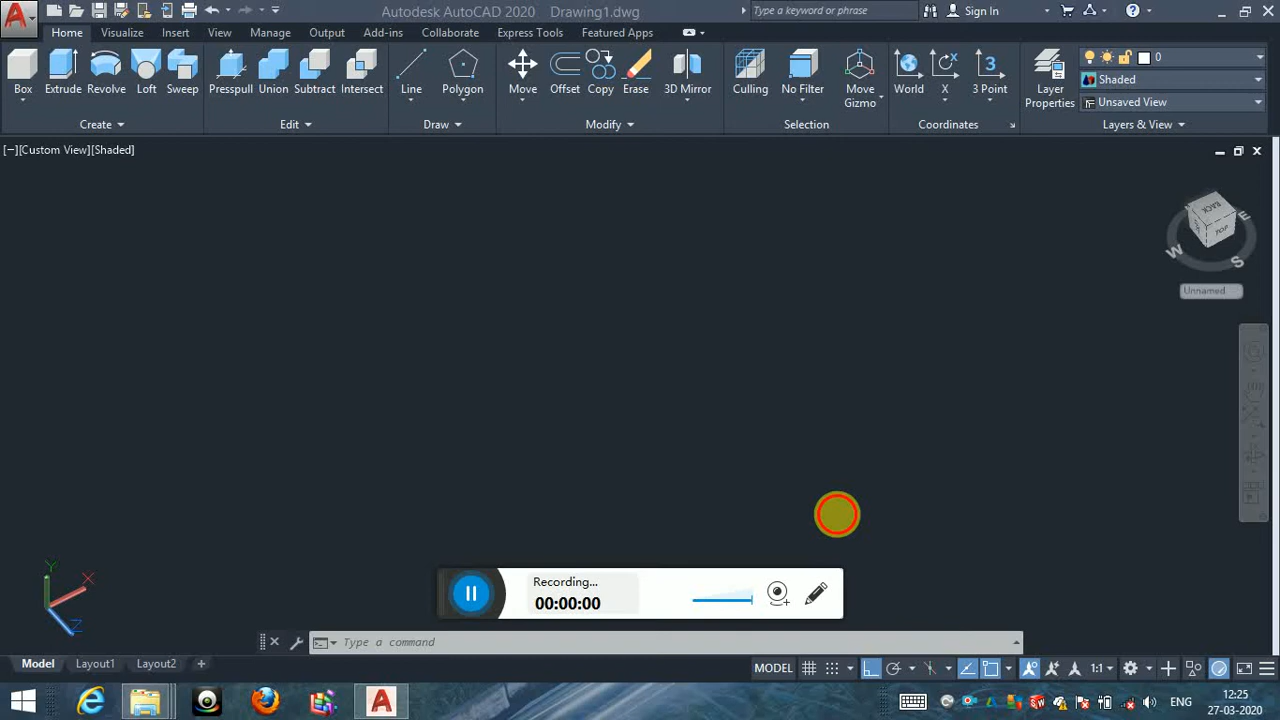 Autodesk AutoCAD 2020 Drawing1.dwg
Type a keyword or phrase
Sign In
Home Visualize Insert View Manage Output Add-ins Collaborate Express Tools Featured Apps
Box Extrude Revolve Loft Sweep Presspull Union Subtract Intersect Line Polygon Move Offset Copy Erase 3D Mirror Culling No Filter Move Gizmo World X 3 Point Layer Properties
0
Shaded
Unsaved View
Create Edit Draw Modify Selection Coordinates Layers & View
[−][Custom View][Shaded]
BACK
TOP
E
W
S
Unnamed
Y
X
Z
Recording...
00:00:00
Type a command
Model Layout1 Layout2
MODEL
1:1
ENG
12:25
27-03-2020